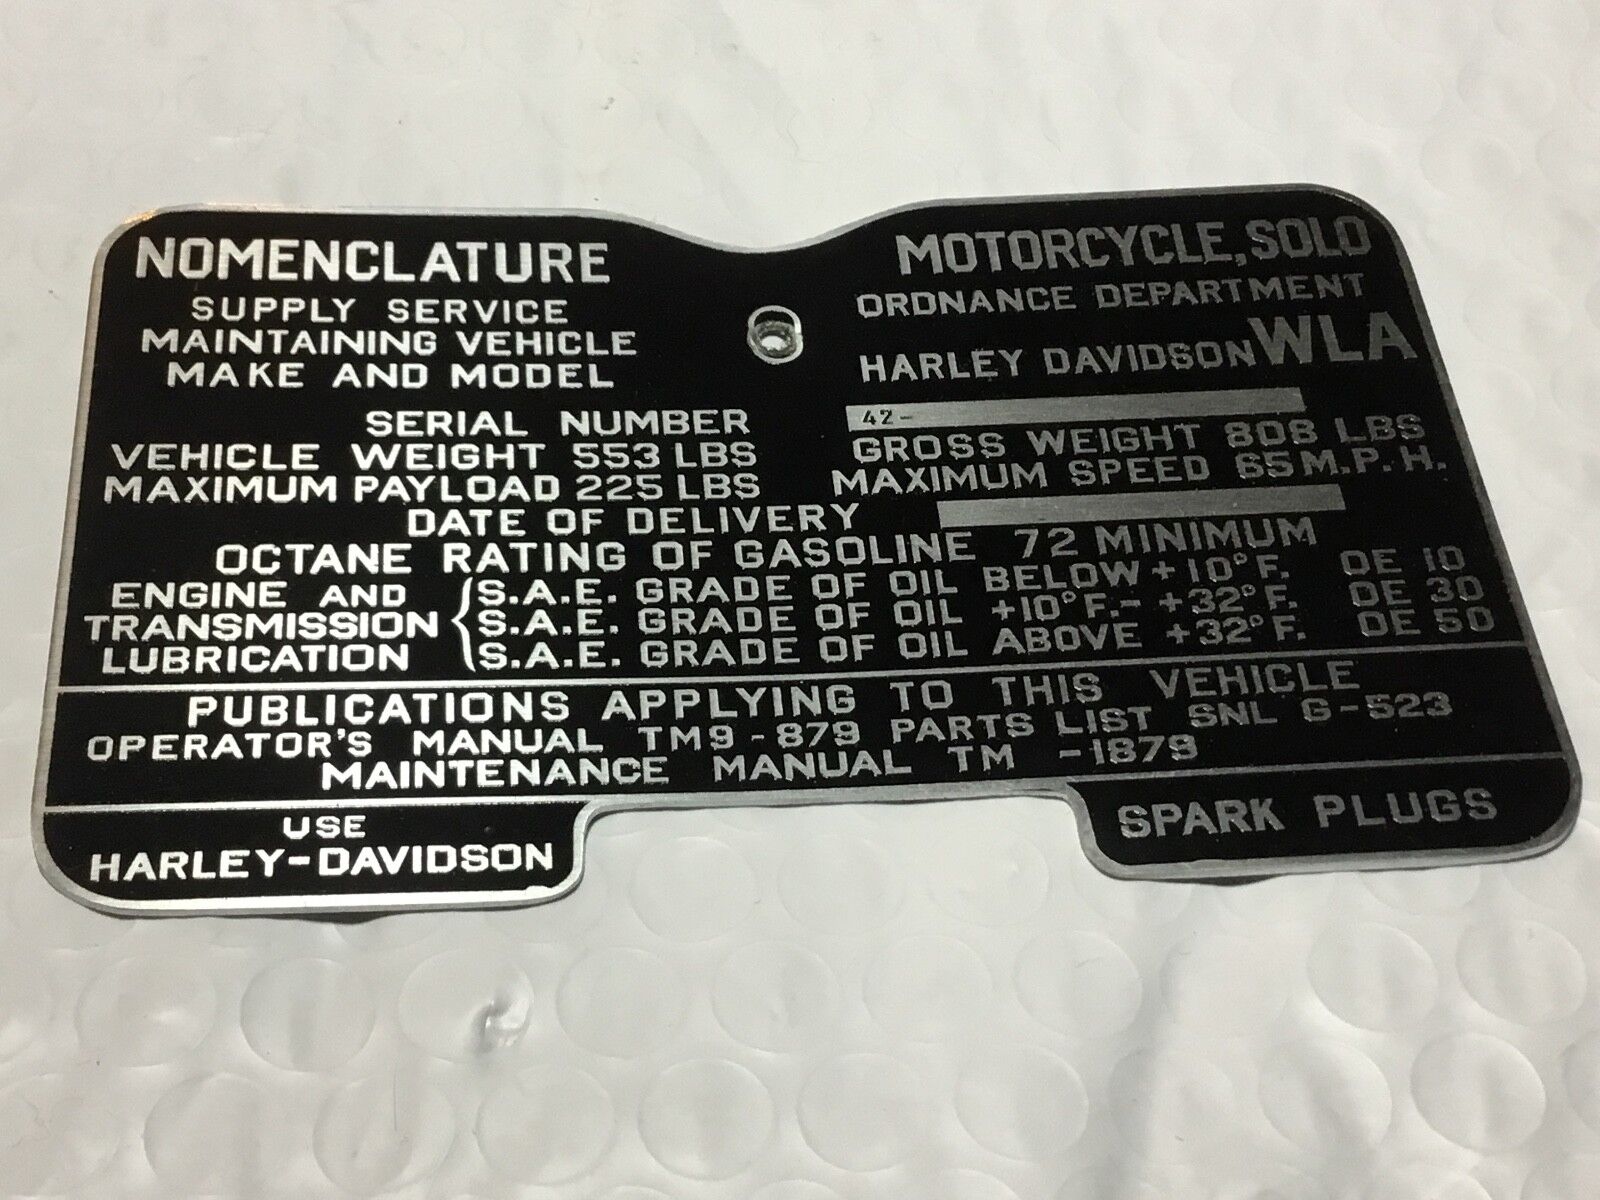 NOMENCLATURE MOTORCYCLE, SOLO
SUPPLY SERVICE ORDNANCE DEPARTMENT
MAINTAINING VEHICLE
MAKE AND MODEL HARLEY DAVIDSON WLA
SERIAL NUMBER 42-
VEHICLE WEIGHT 553 LBS GROSS WEIGHT 808 LBS
MAXIMUM PAYLOAD 225 LBS MAXIMUM SPEED 65 M.P.H.
DATE OF DELIVERY
OCTANE RATING OF GASOLINE 72 MINIMUM
ENGINE AND { S.A.E. GRADE OF OIL BELOW +10°F. OE 10
TRANSMISSION { S.A.E. GRADE OF OIL +10°F.- +32°F. OE 30
LUBRICATION { S.A.E. GRADE OF OIL ABOVE +32°F. OE 50
PUBLICATIONS APPLYING TO THIS VEHICLE
OPERATOR'S MANUAL TM9-879 PARTS LIST SNL G-523
MAINTENANCE MANUAL TM -1879
USE SPARK PLUGS
HARLEY-DAVIDSON